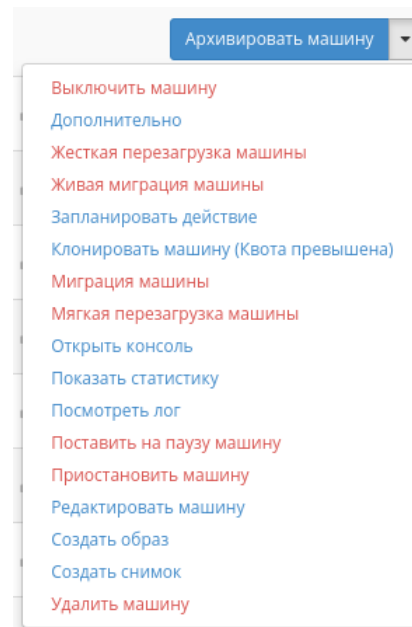 Архивировать машину
Выключить машину
Дополнительно
Жесткая перезагрузка машины
Живая миграция машины
Запланировать действие
Клонировать машину (Квота превышена)
Миграция машины
Мягкая перезагрузка машины
Открыть консоль
Показать статистику
Посмотреть лог
Поставить на паузу машину
Приостановить машину
Редактировать машину
Создать образ
Создать снимок
Удалить машину